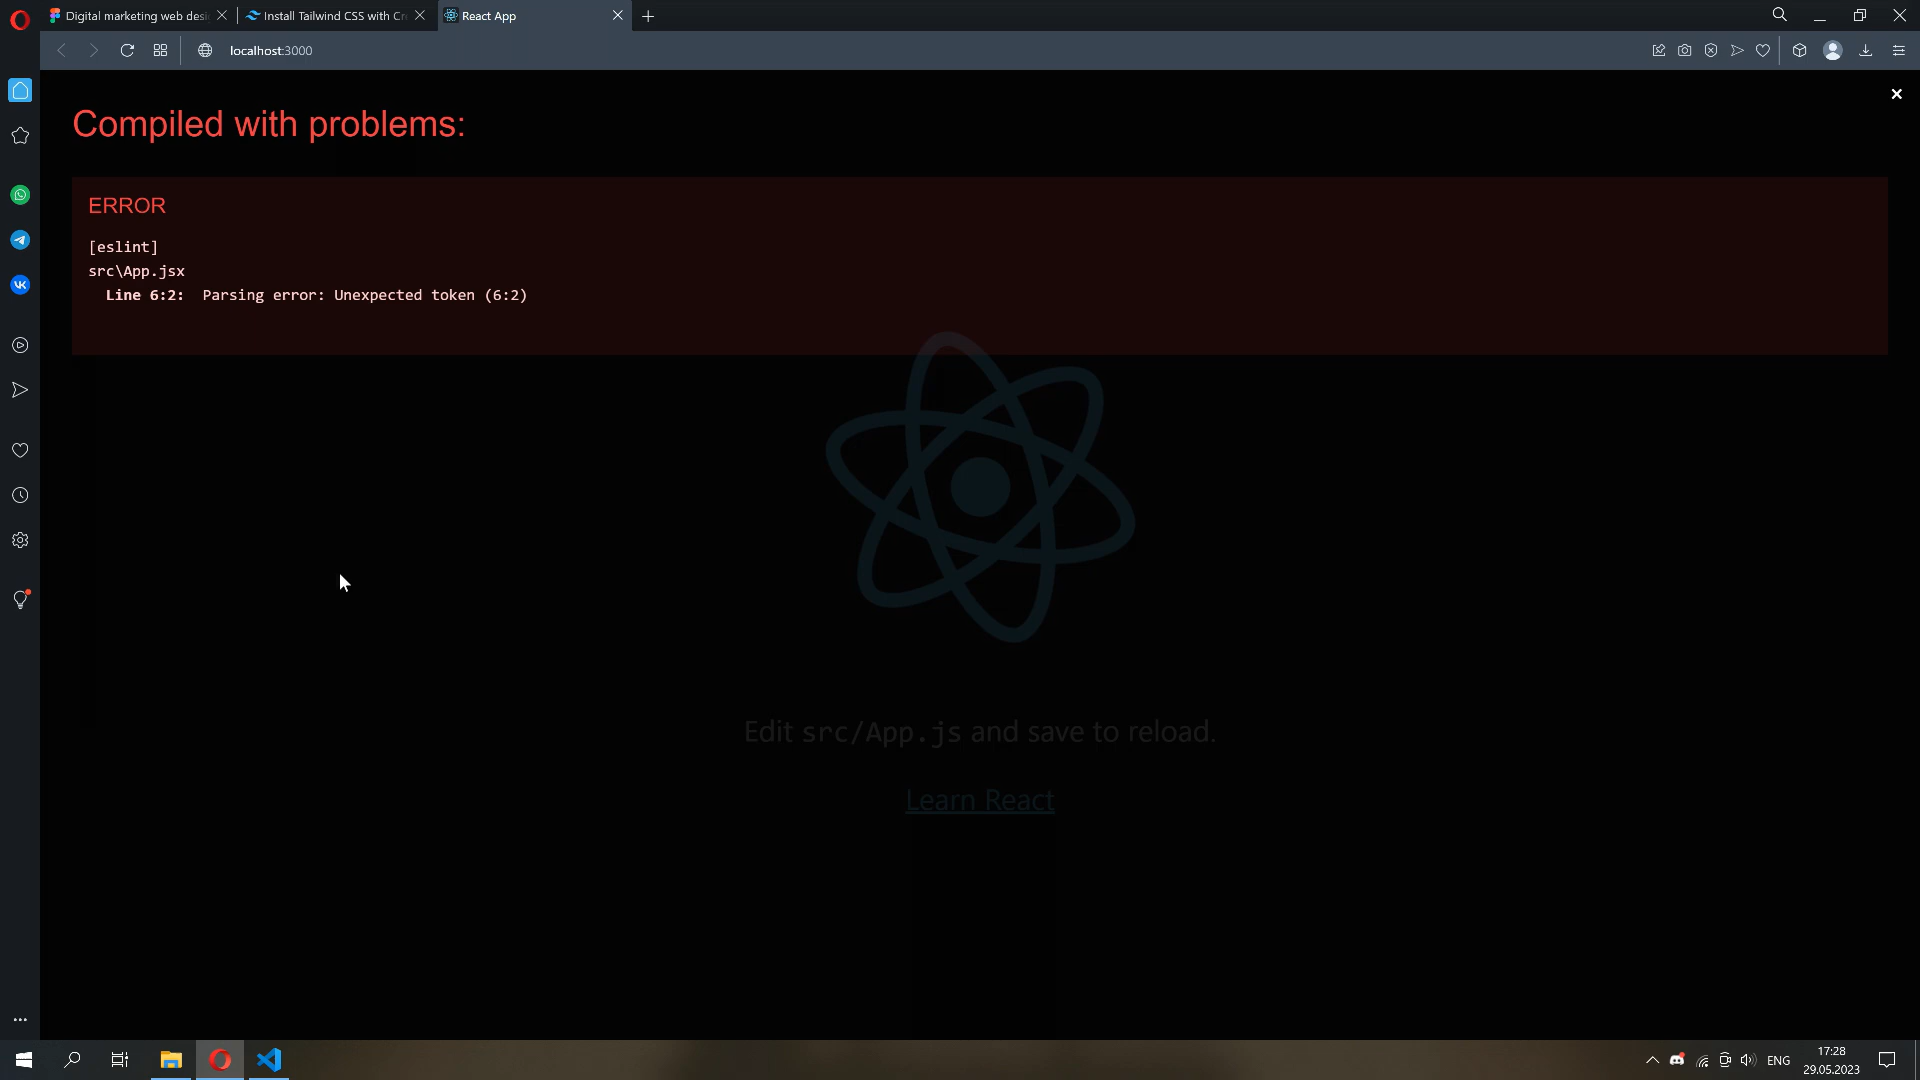 Digital marketing web desi
Install Tailwind CSS with Cr
React App
localhost:3000
Compiled with problems:
ERROR
[eslint]
src\App.jsx
Line 6:2: Parsing error: Unexpected token (6:2)
Edit src/App.js and save to reload.
Learn React
ENG
17:28
29.05.2023